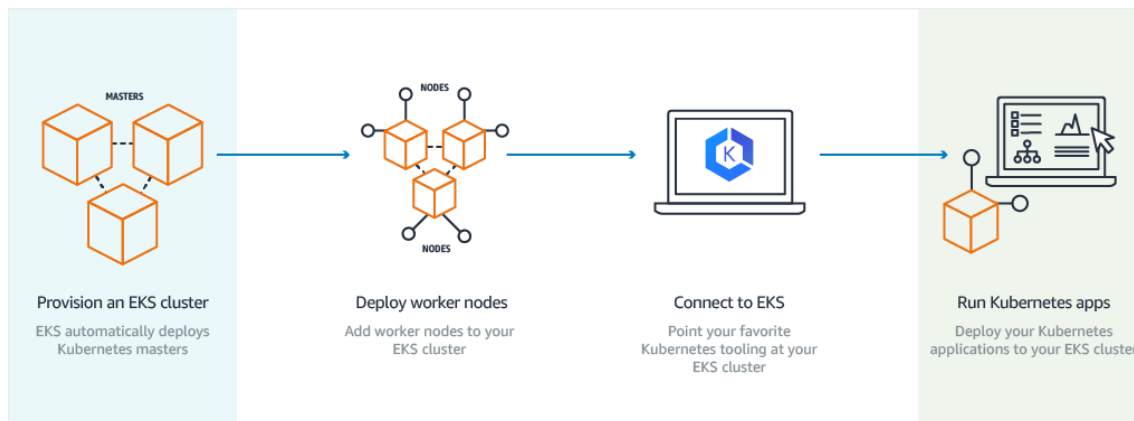 MASTERS
NODES
NODES
K
Provision an EKS cluster
EKS automatically deploys
Kubernetes masters
Deploy worker nodes
Add worker nodes to your
EKS cluster
Connect to EKS
Point your favorite
Kubernetes tooling at your
EKS cluster
Run Kubernetes apps
Deploy your Kubernetes
applications to your EKS cluster